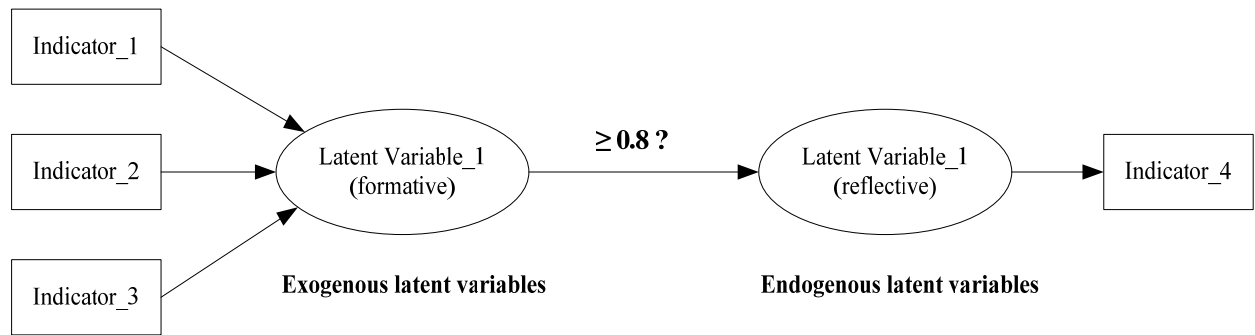 Indicator_1
Indicator_2
Indicator_3
Latent Variable_1
(formative)
≥ 0.8 ?
Latent Variable_1
(reflective)
Indicator_4
Exogenous latent variables
Endogenous latent variables